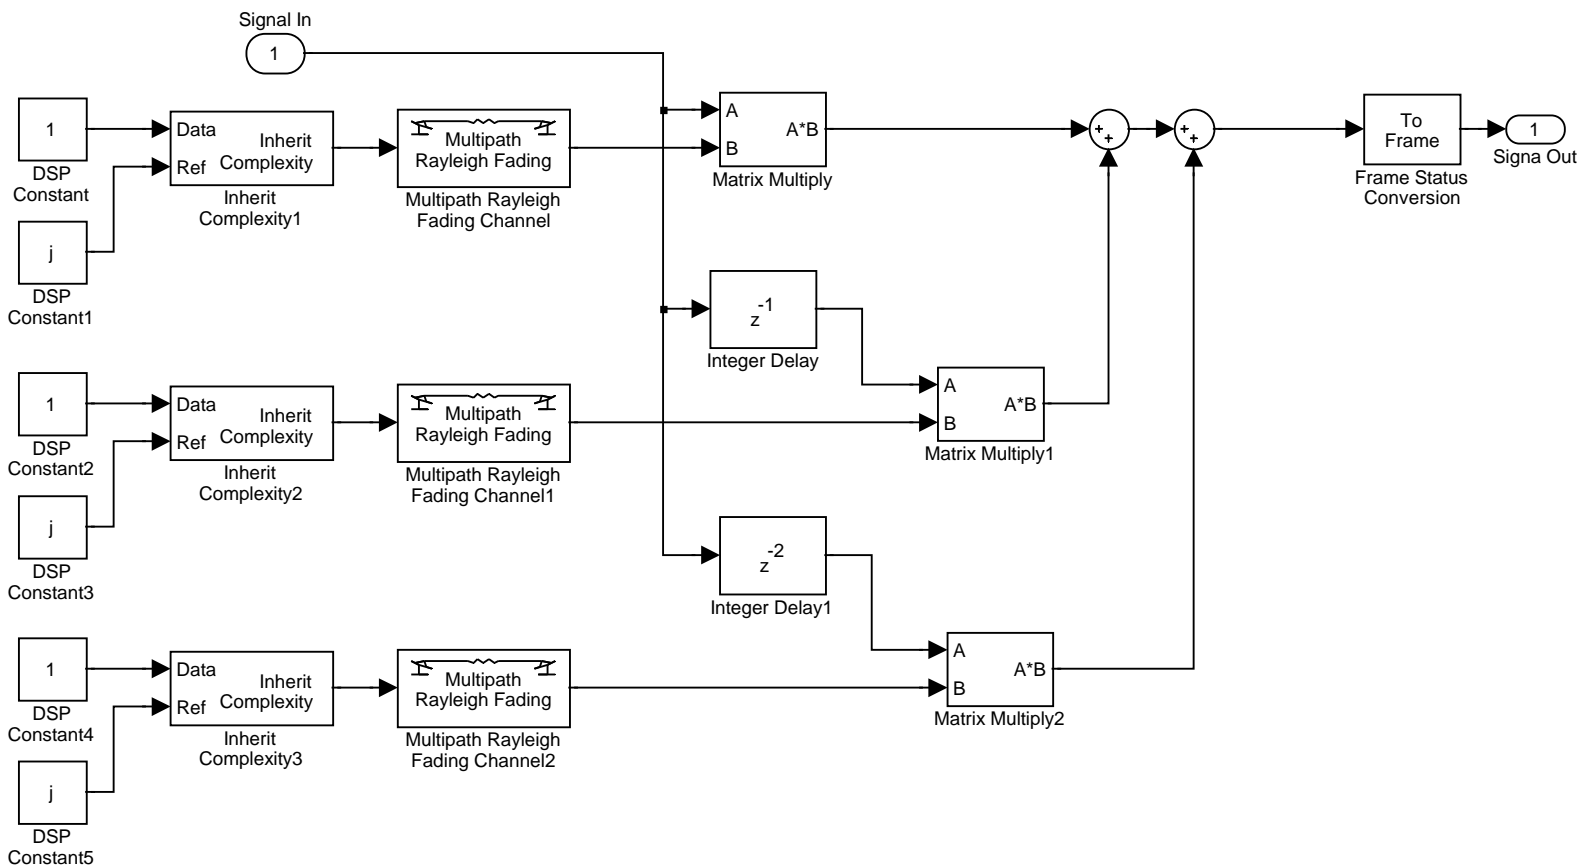 Signal In
1
1
DSP
Constant
j
DSP
Constant1
Data
Ref
Inherit
Complexity
Inherit
Complexity1
Multipath
Rayleigh Fading
Multipath Rayleigh
Fading Channel
A
B
A*B
Matrix Multiply
+
+
+
+
To
Frame
Frame Status
Conversion
1
Signa Out
z-1
Integer Delay
1
DSP
Constant2
j
DSP
Constant3
Data
Ref
Inherit
Complexity
Inherit
Complexity2
Multipath
Rayleigh Fading
Multipath Rayleigh
Fading Channel1
A
B
A*B
Matrix Multiply1
z-2
Integer Delay1
1
DSP
Constant4
j
DSP
Constant5
Data
Ref
Inherit
Complexity
Inherit
Complexity3
Multipath
Rayleigh Fading
Multipath Rayleigh
Fading Channel2
A
B
A*B
Matrix Multiply2